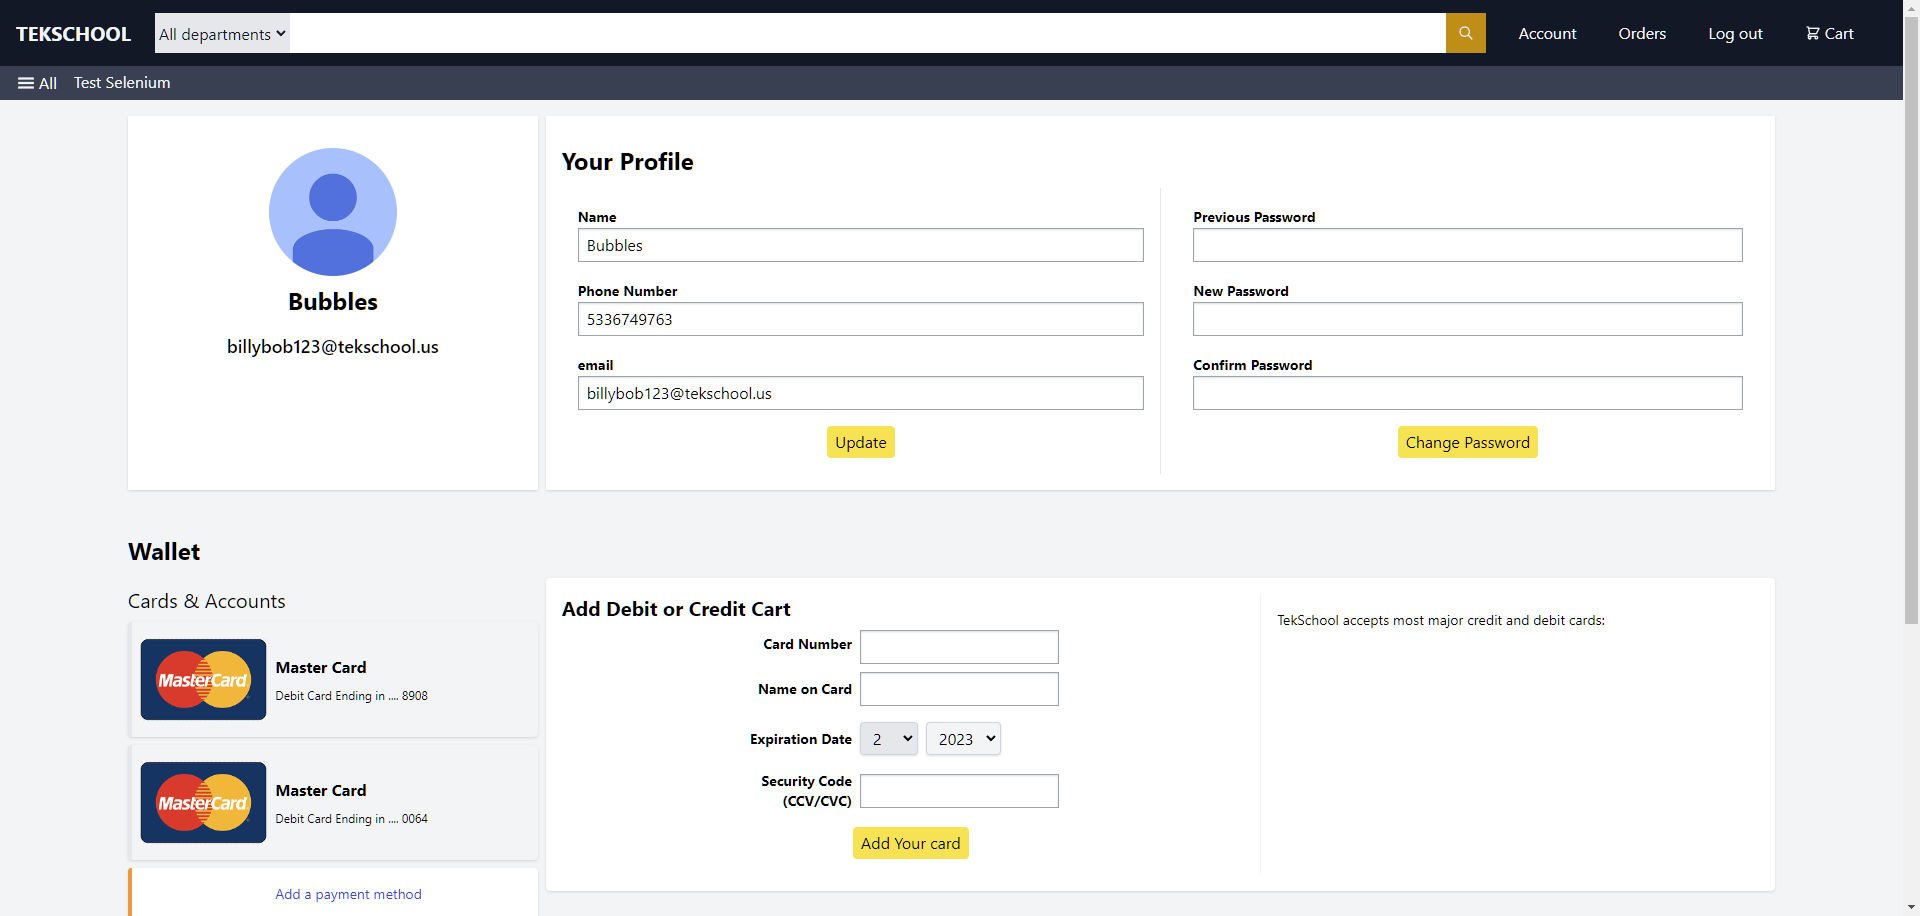 TEKSCHOOL
All departments
Account
Orders
Log out
Cart
All
Test Selenium
Bubbles
billybob123@tekschool.us
Your Profile
Name
Bubbles
Phone Number
5336749763
email
billybob123@tekschool.us
Update
Previous Password
New Password
Confirm Password
Change Password
Wallet
Cards & Accounts
MasterCard
Master Card
Debit Card Ending in .... 8908
MasterCard
Master Card
Debit Card Ending in .... 0064
Add a payment method
Add Debit or Credit Cart
Card Number
Name on Card
Expiration Date
2
2023
Security Code
(CCV/CVC)
Add Your card
TekSchool accepts most major credit and debit cards: